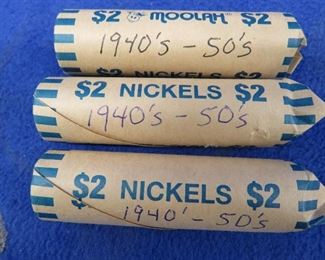 $2 MOOLAH® $2
1940's - 50's
$2 NICKELS $2
1940's - 50's
$2 NICKELS $2
1940' - 50's